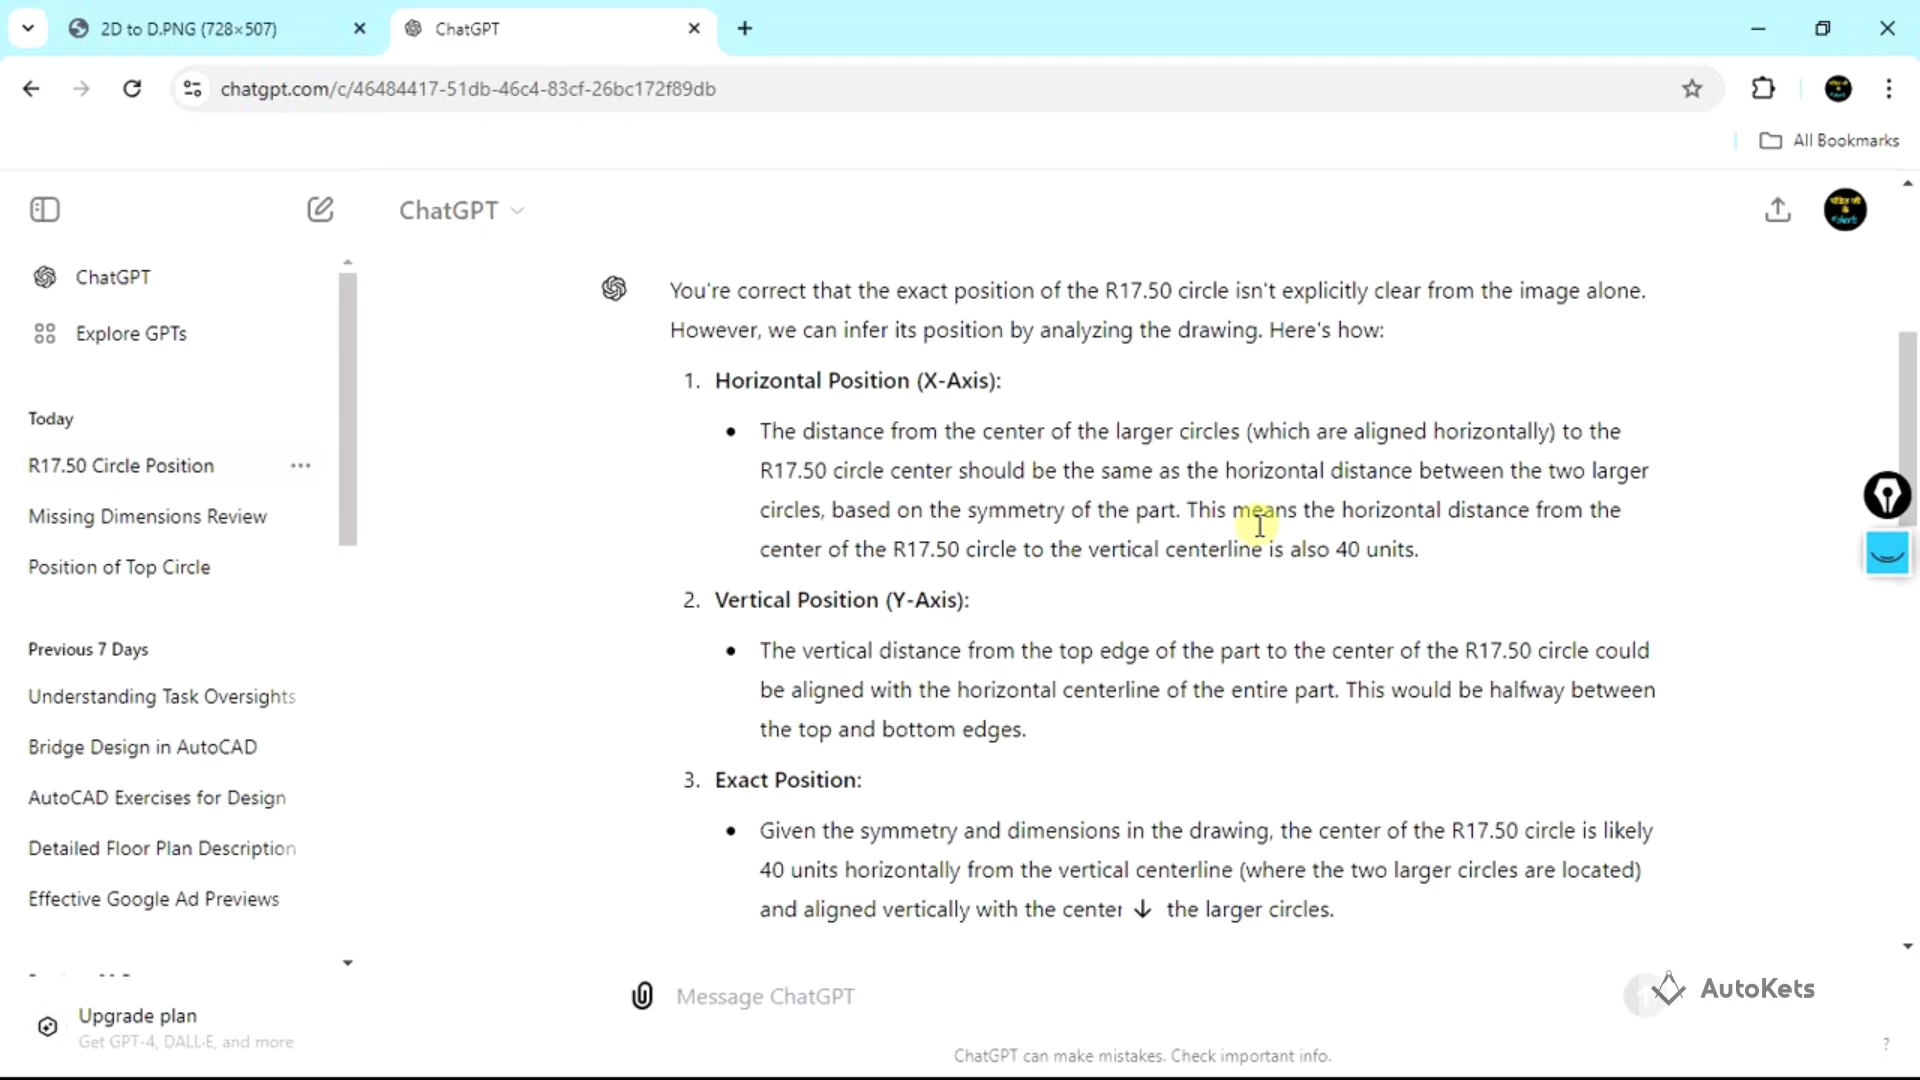 2D to D.PNG (728×507)
ChatGPT
chatgpt.com/c/46484417-51db-46c4-83cf-26bc172f89db
All Bookmarks
ChatGPT
ChatGPT
Explore GPTs
Today
R17.50 Circle Position
Missing Dimensions Review
Position of Top Circle
Previous 7 Days
Understanding Task Oversights
Bridge Design in AutoCAD
AutoCAD Exercises for Design
Detailed Floor Plan Description
Effective Google Ad Previews
Upgrade plan
Get GPT-4, DALL·E, and more
You're correct that the exact position of the R17.50 circle isn't explicitly clear from the image alone.
However, we can infer its position by analyzing the drawing. Here's how:
1. Horizontal Position (X-Axis):
• The distance from the center of the larger circles (which are aligned horizontally) to the
R17.50 circle center should be the same as the horizontal distance between the two larger
circles, based on the symmetry of the part. This means the horizontal distance from the
center of the R17.50 circle to the vertical centerline is also 40 units.
2. Vertical Position (Y-Axis):
• The vertical distance from the top edge of the part to the center of the R17.50 circle could
be aligned with the horizontal centerline of the entire part. This would be halfway between
the top and bottom edges.
3. Exact Position:
• Given the symmetry and dimensions in the drawing, the center of the R17.50 circle is likely
40 units horizontally from the vertical centerline (where the two larger circles are located)
and aligned vertically with the center the larger circles.
Message ChatGPT
AutoKets
ChatGPT can make mistakes. Check important info.
?